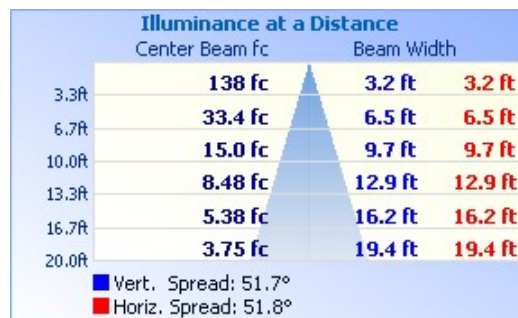 Illuminance at a Distance
Center Beam fc Beam Width
3.3ft 138 fc 3.2 ft 3.2 ft
6.7ft 33.4 fc 6.5 ft 6.5 ft
10.0ft 15.0 fc 9.7 ft 9.7 ft
13.3ft 8.48 fc 12.9 ft 12.9 ft
16.7ft 5.38 fc 16.2 ft 16.2 ft
20.0ft 3.75 fc 19.4 ft 19.4 ft
Vert. Spread: 51.7°
Horiz. Spread: 51.8°